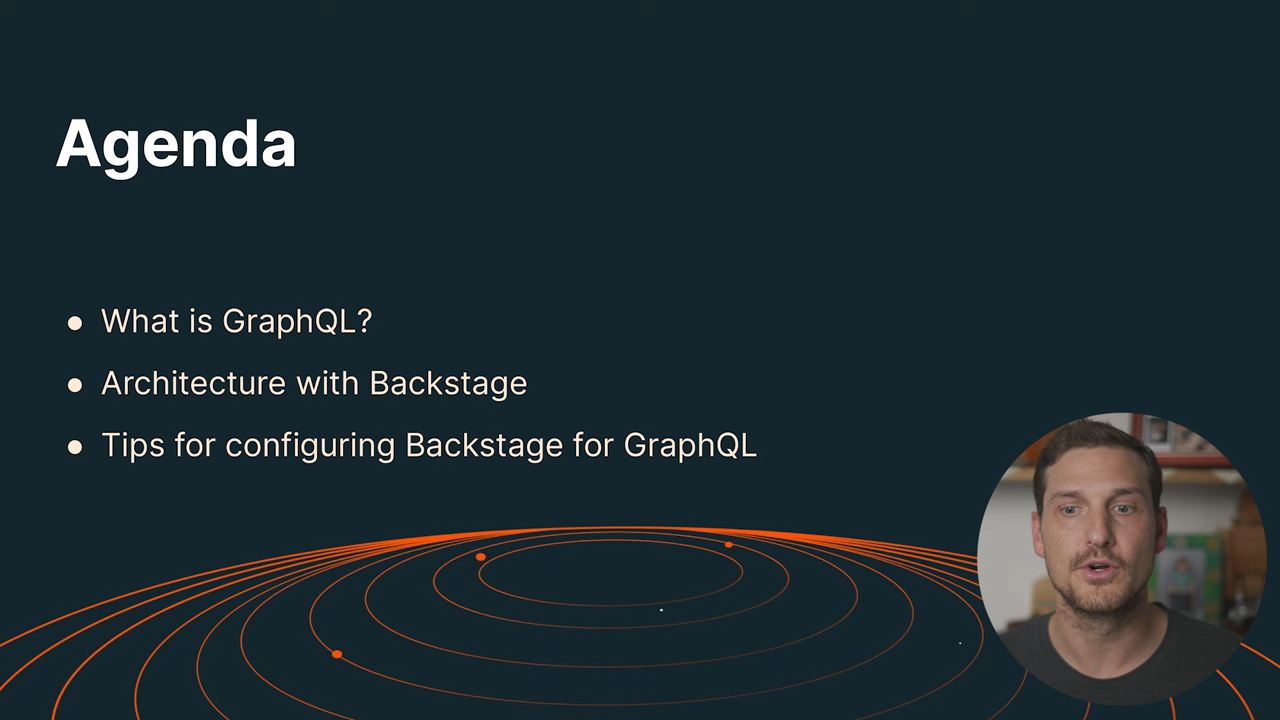 Agenda
● What is GraphQL?
● Architecture with Backstage
● Tips for configuring Backstage for GraphQL